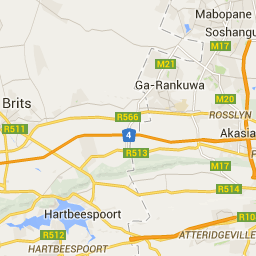 Mabopane
Soshangu
M17
M21
Ga-Rankuwa
M20
Brits
R566
ROSSLYN
R511
4
Akasia
R513
M17
R514
Hartbeespoort
R10
R512
ATTERIDGEVILLE
HARTBEESPOORT